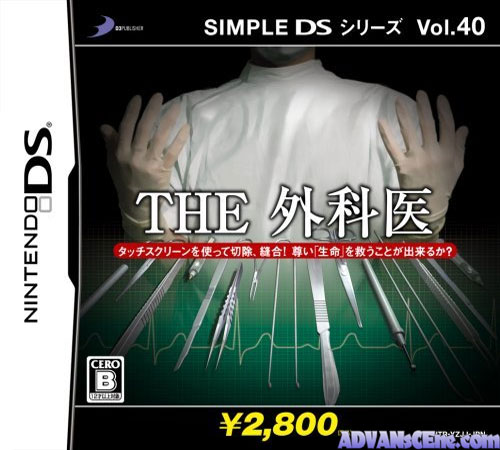 D3PUBLISHER
SIMPLE DS シリーズ Vol.40
NINTENDO DS
THE 外科医
タッチスクリーンを使って切除、縫合!尊い「生命」を救うことが出来るか?
CERO
B
12才以上対象
¥2,800
ADVANsCEne.com